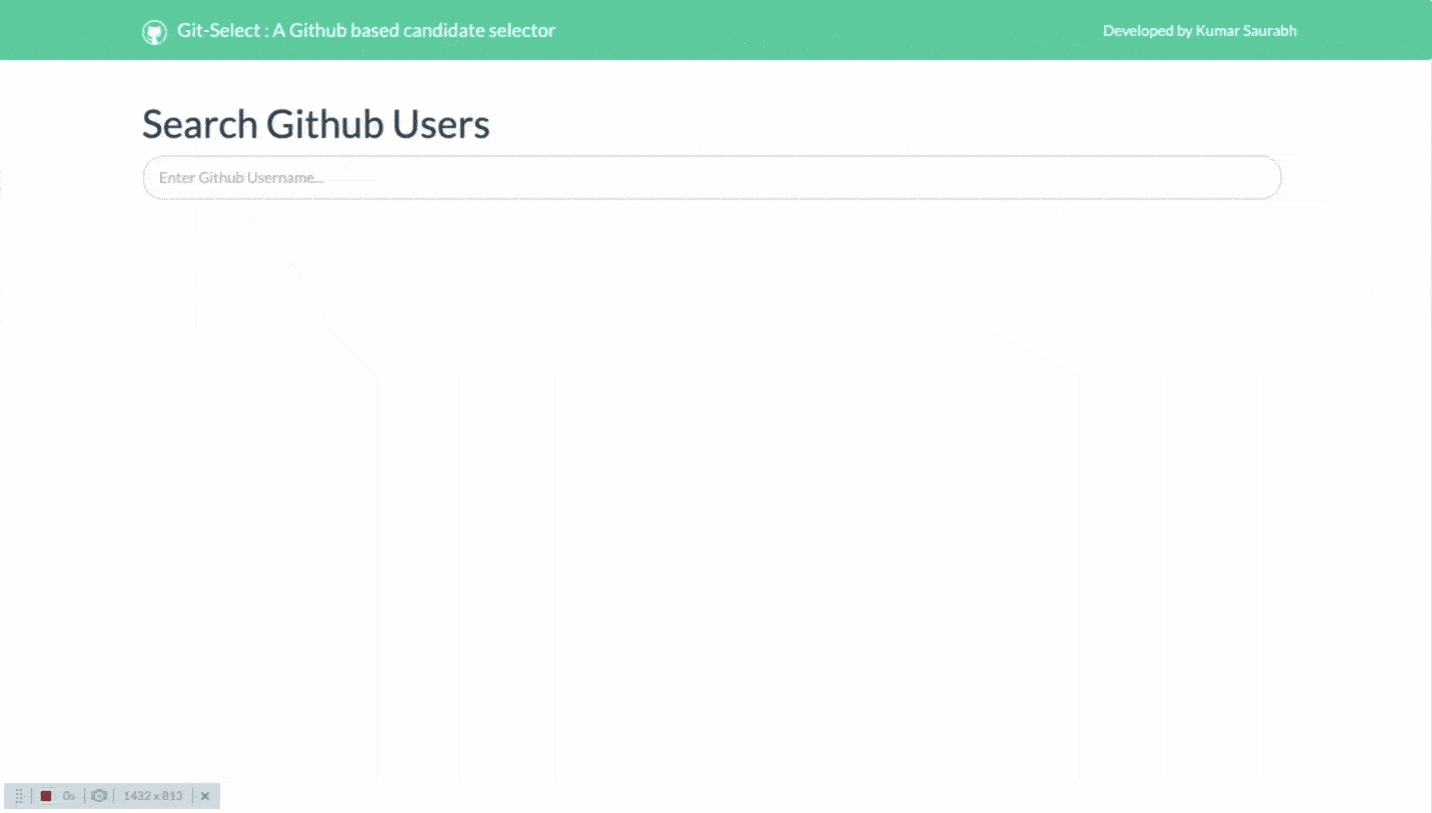 Git-Select : A Github based candidate selector
Developed by Kumar Saurabh
Search Github Users
Enter Github Username...
0s
1432 x 813